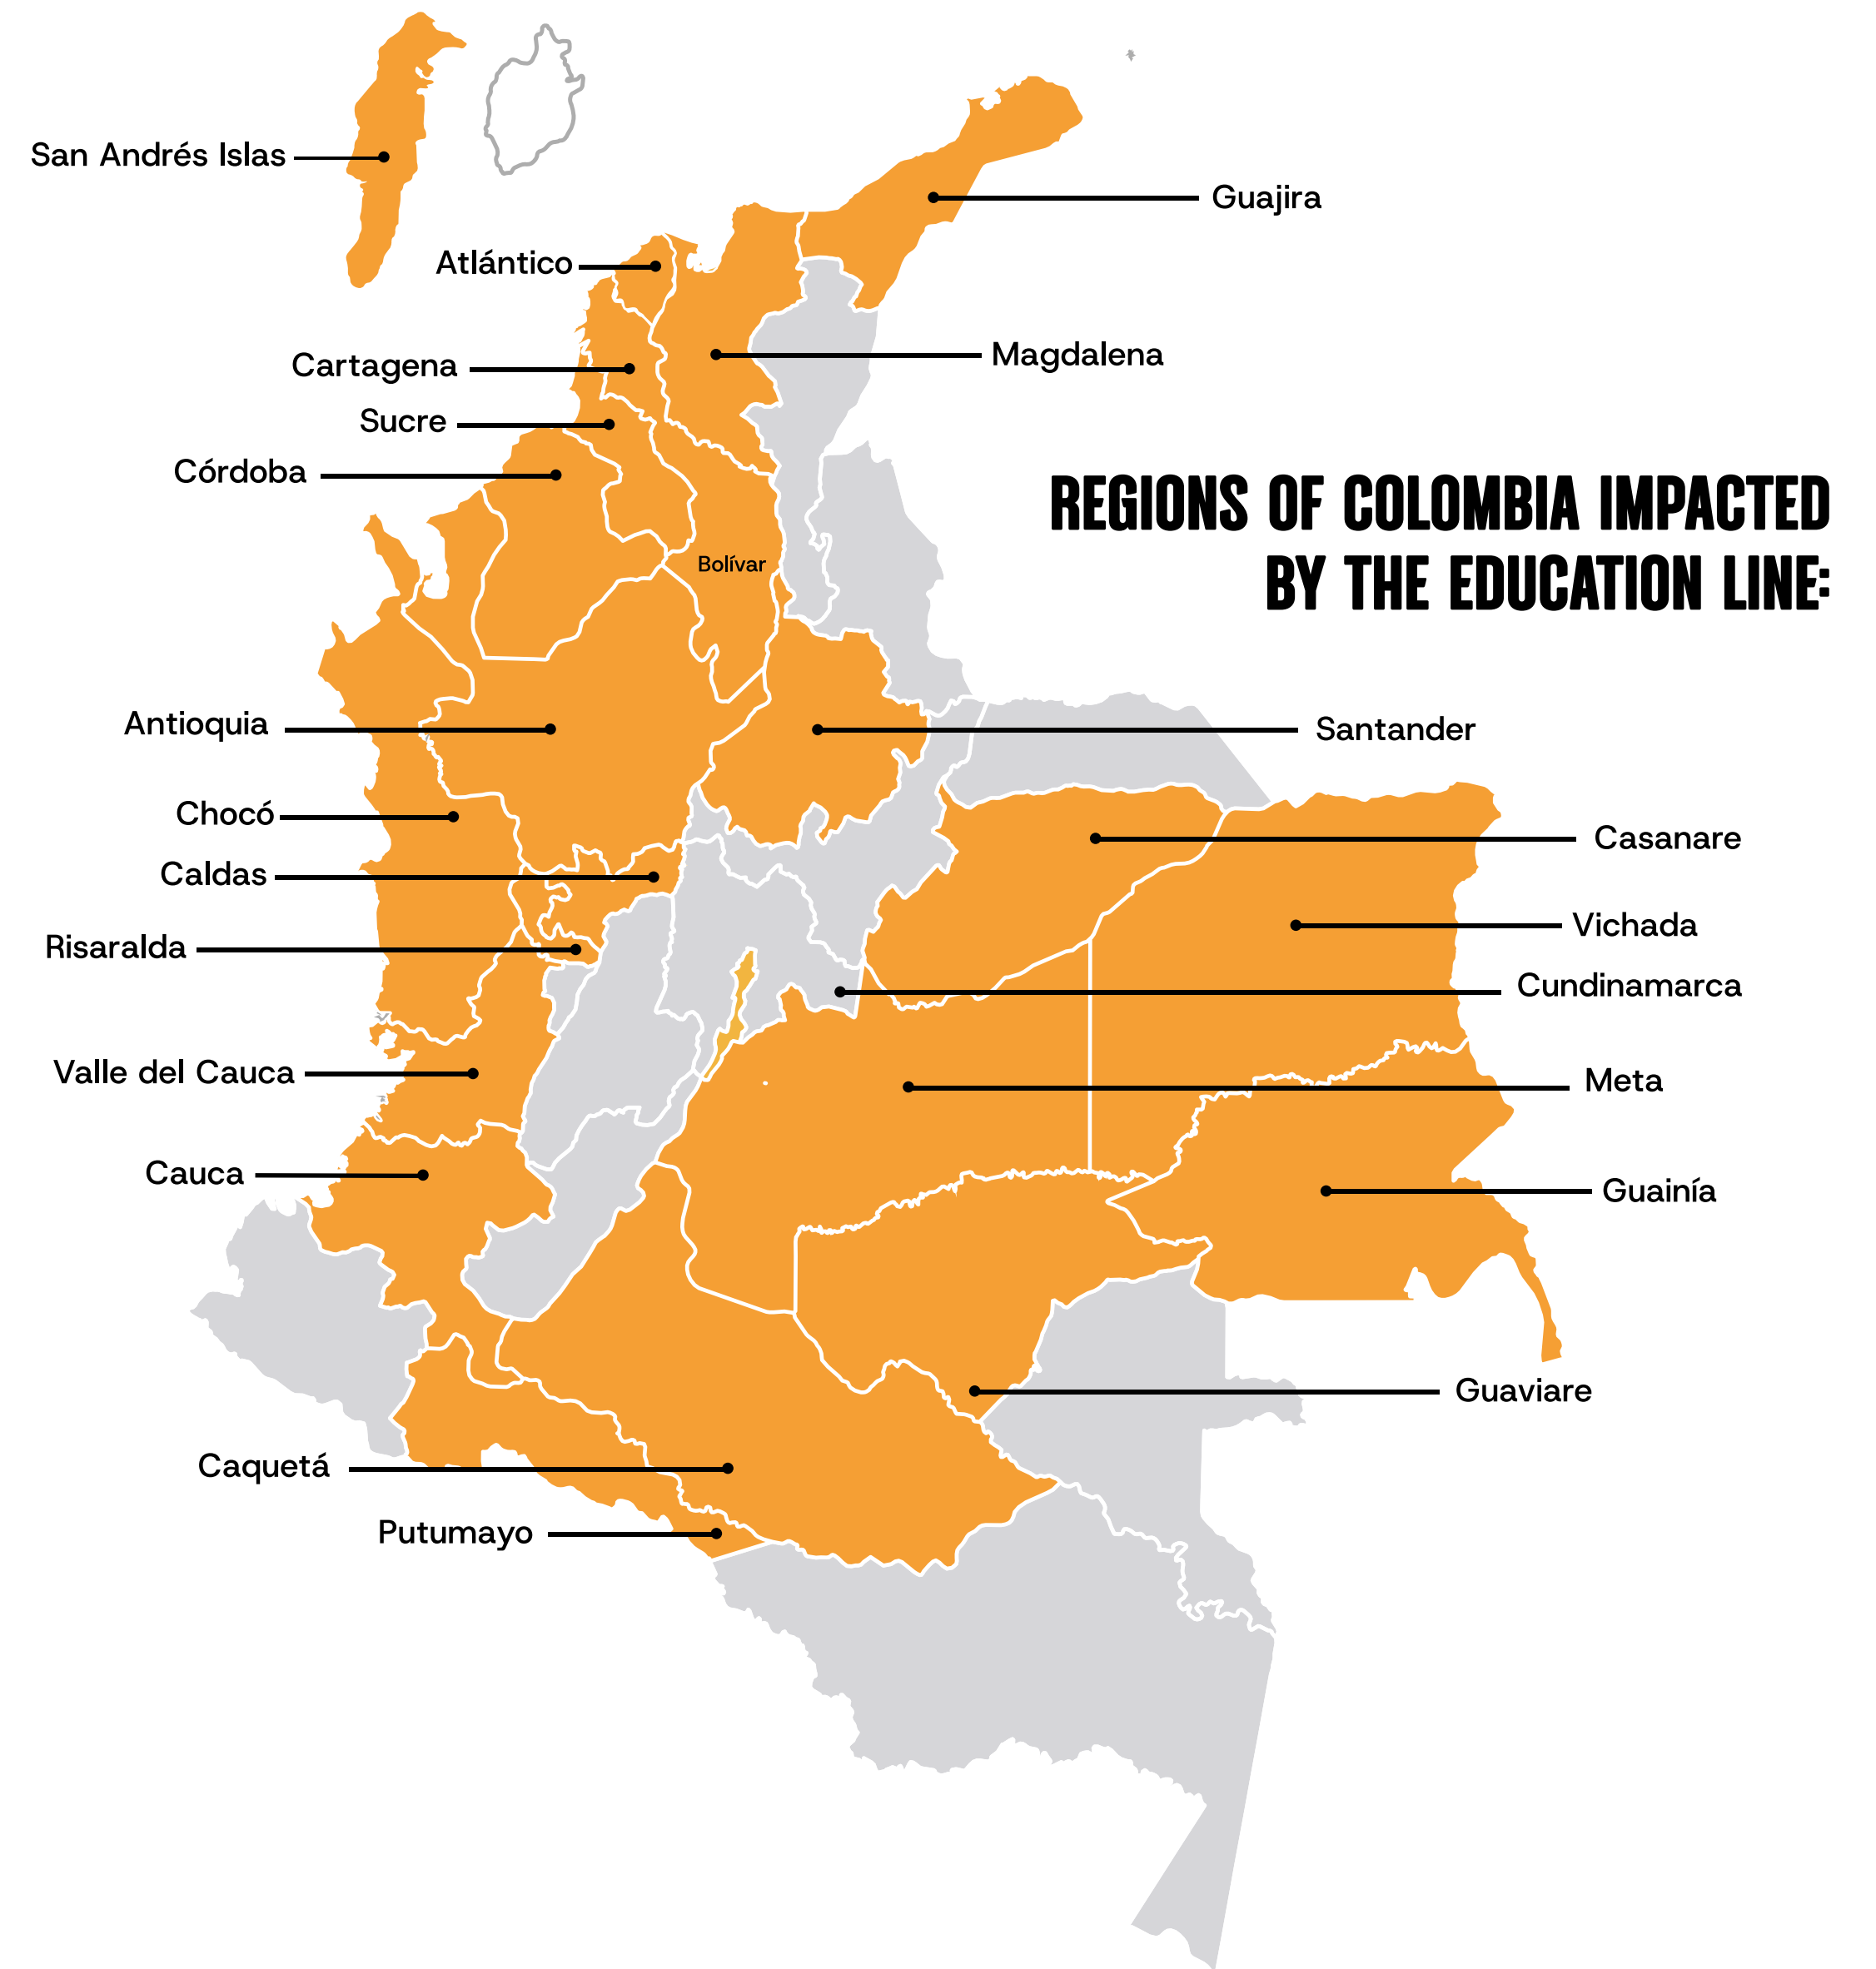 San Andrés Islas
Guajira
Atlántico
Magdalena
Cartagena
Sucre
Córdoba
REGIONS OF COLOMBIA IMPACTED
BY THE EDUCATION LINE:
Bolívar
Antioquia
Santander
Chocó
Casanare
Caldas
Vichada
Risaralda
Cundinamarca
Valle del Cauca
Meta
Cauca
Guainía
Guaviare
Caquetá
Putumayo